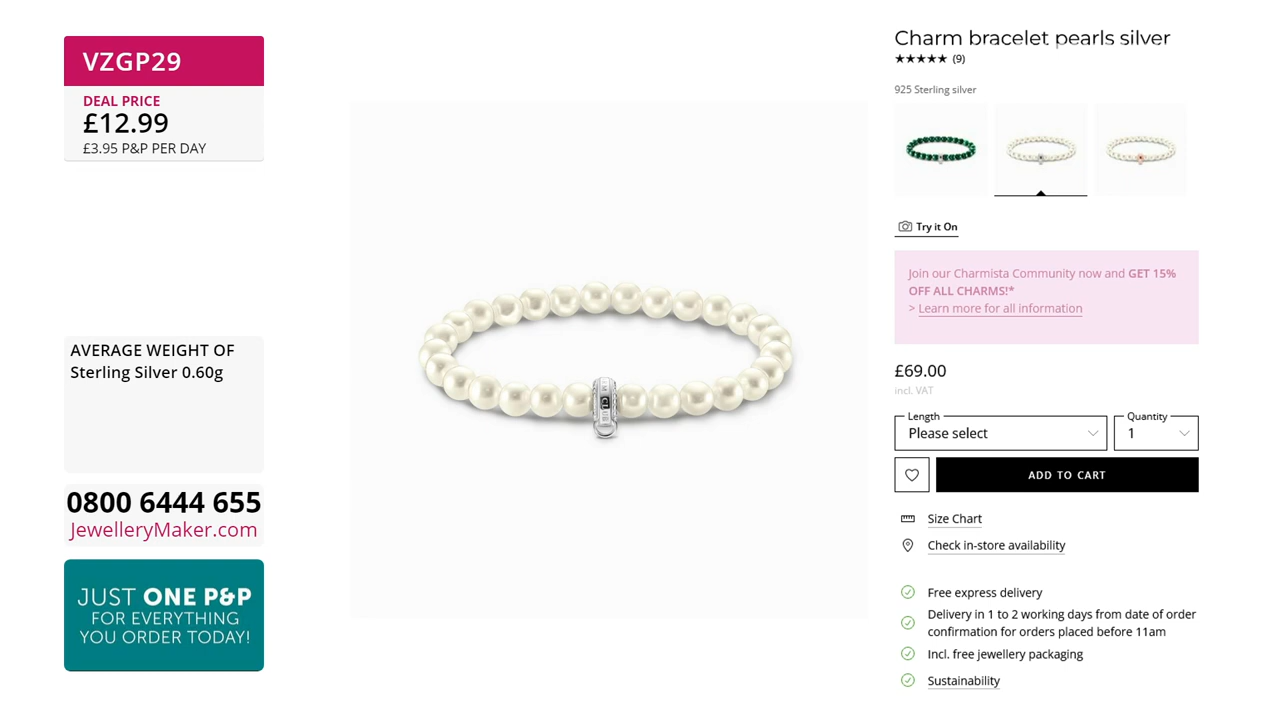 VZGP29
DEAL PRICE
£12.99
£3.95 P&P PER DAY
AVERAGE WEIGHT OF
Sterling Silver 0.60g
0800 6444 655
JewelleryMaker.com
JUST ONE P&P
FOR EVERYTHING
YOU ORDER TODAY!
Charm bracelet pearls silver
★★★★★ (9)
925 Sterling silver
Try it On
Join our Charmista Community now and GET 15%
OFF ALL CHARMS!*
> Learn more for all information
£69.00
incl. VAT
Length
Please select
Quantity
1
ADD TO CART
Size Chart
Check in-store availability
Free express delivery
Delivery in 1 to 2 working days from date of order
confirmation for orders placed before 11am
Incl. free jewellery packaging
Sustainability